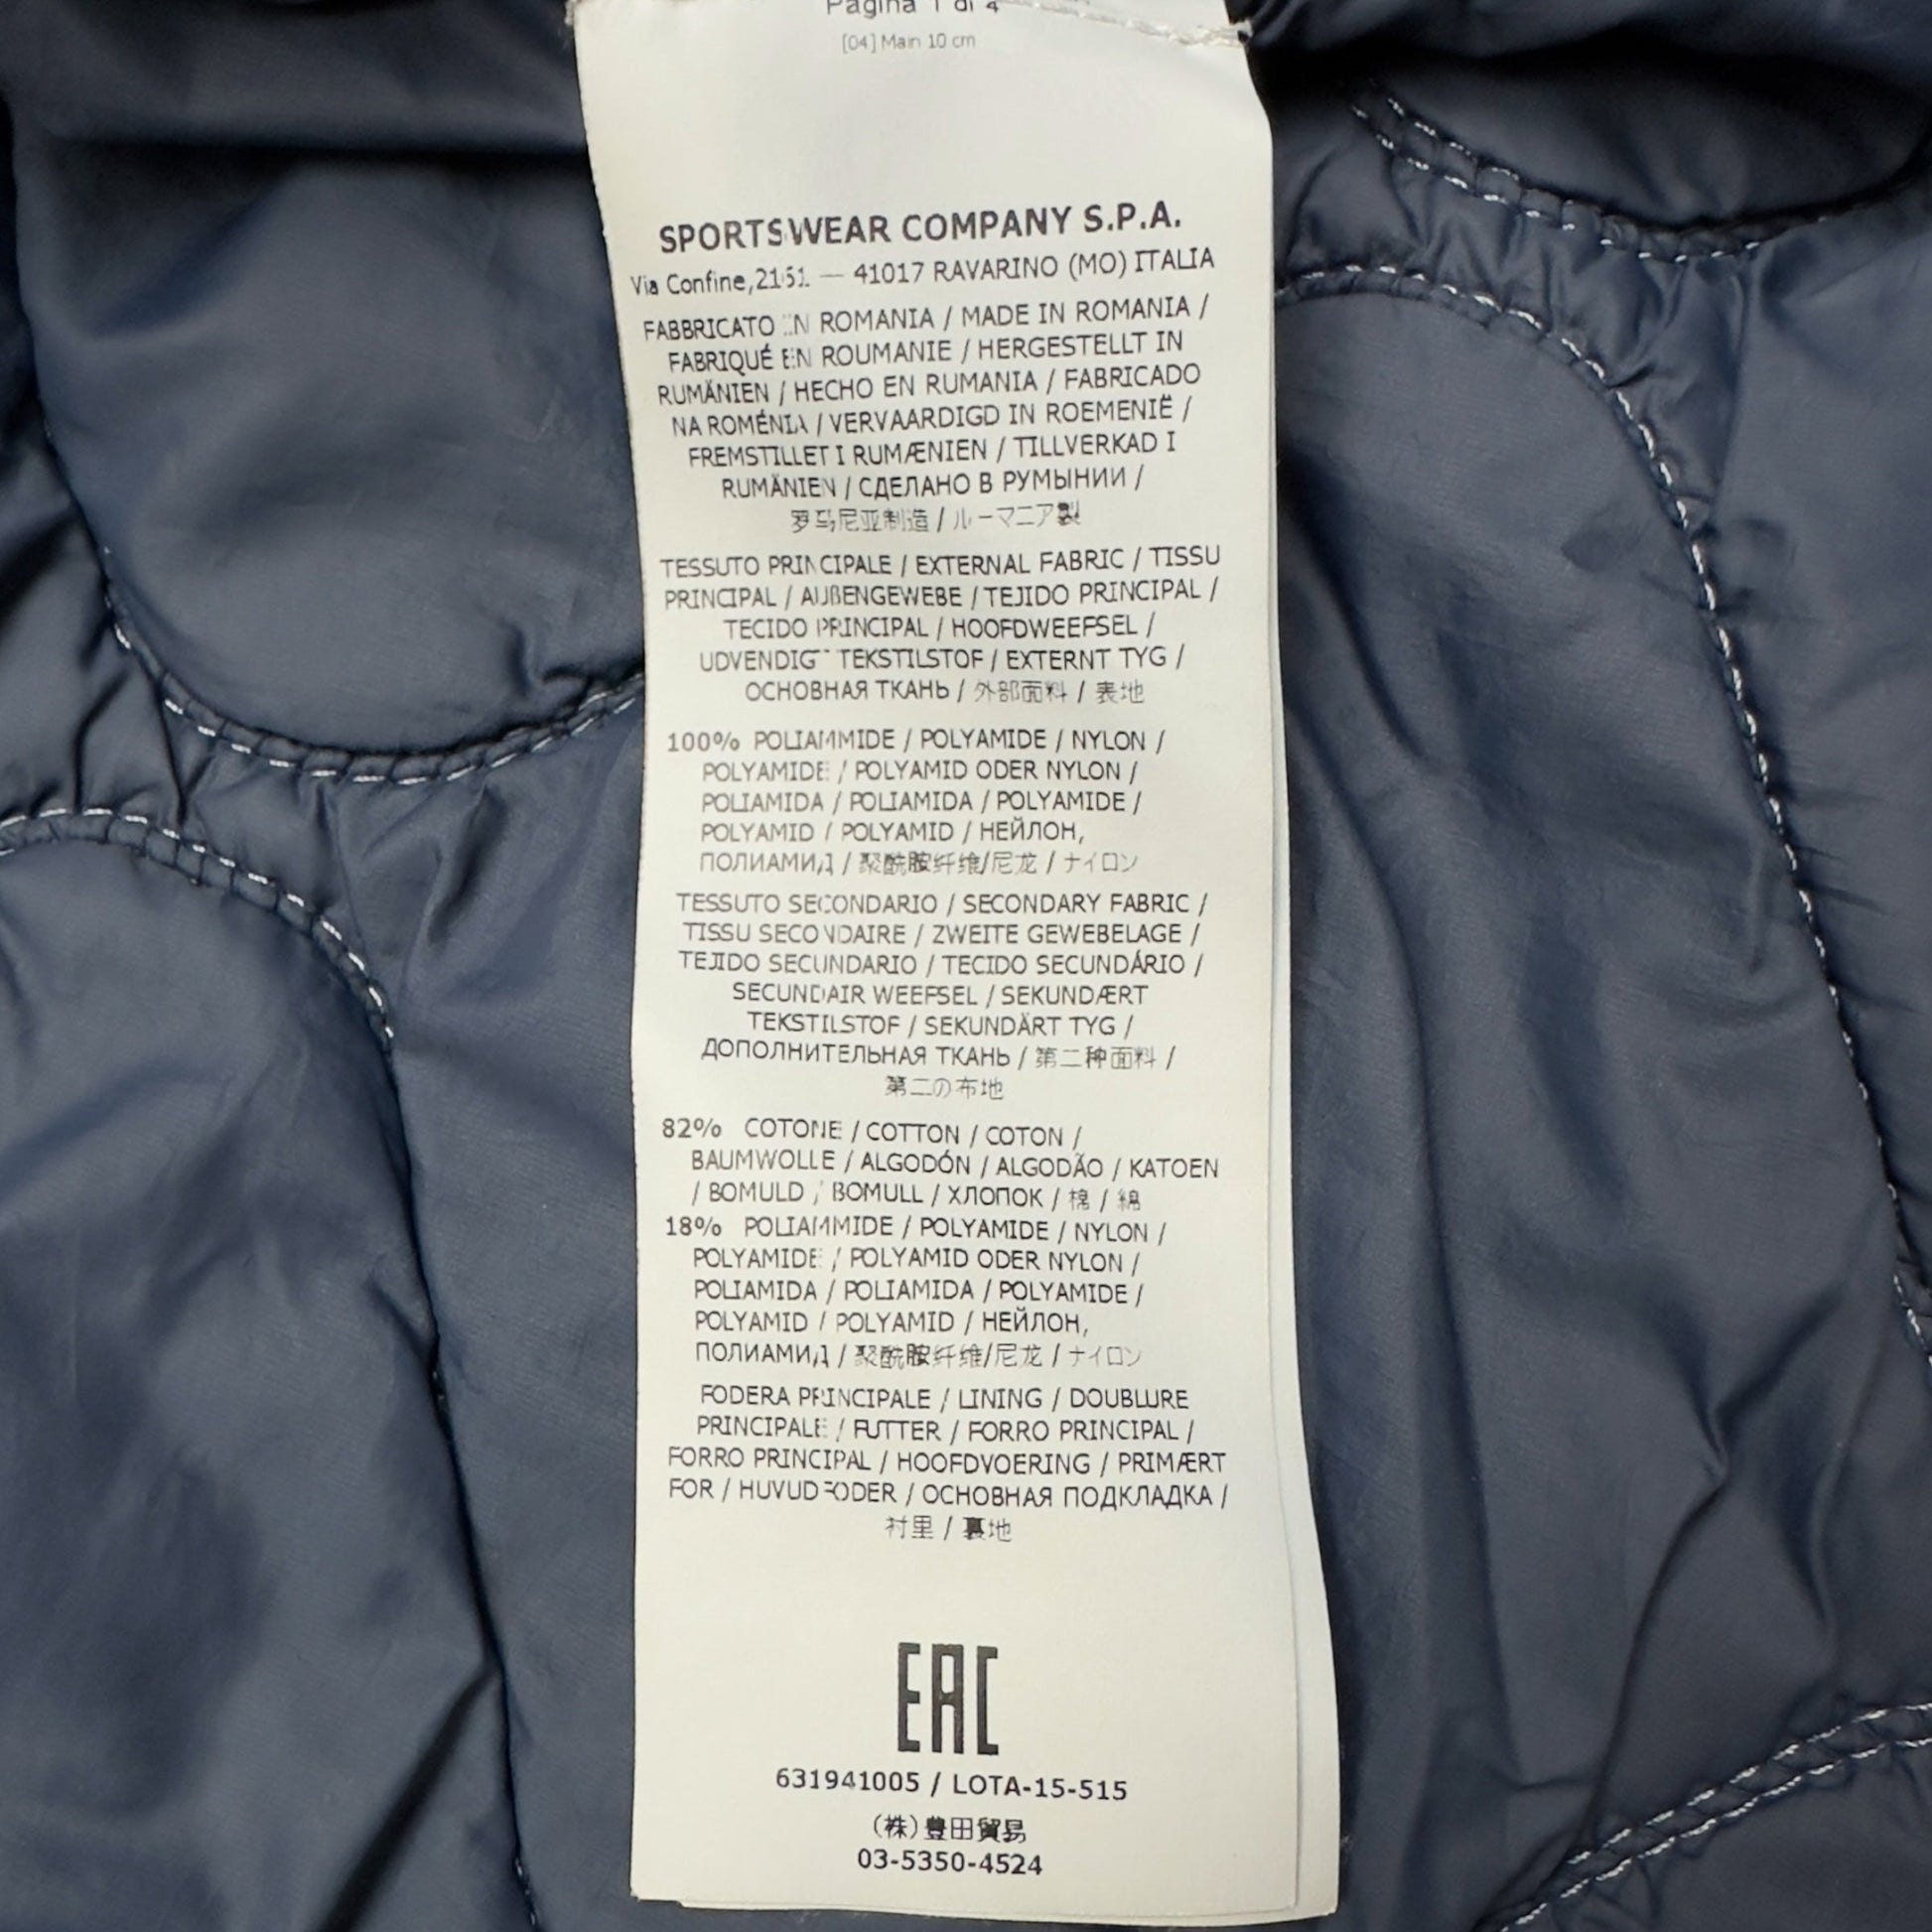 Pagina 1 di 4
[04] Main 10 cm
SPORTSWEAR COMPANY S.P.A.
Via Confine,2161 — 41017 RAVARINO (MO) ITALIA
FABBRICATO IN ROMANIA / MADE IN ROMANIA /
FABRIQUÉ EN ROUMANIE / HERGESTELLT IN
RUMÄNIEN / HECHO EN RUMANIA / FABRICADO
NA ROMÉNIA / VERVAARDIGD IN ROEMENIË /
FREMSTILLET I RUMÆNIEN / TILLVERKAD I
RUMÄNIEN / СДЕЛАНО В РУМЫНИИ /
罗马尼亚制造 / ルーマニア製
TESSUTO PRINCIPALE / EXTERNAL FABRIC / TISSU
PRINCIPAL / AUßENGEWEBE / TEJIDO PRINCIPAL /
TECIDO PRINCIPAL / HOOFDWEEFSEL /
UDVENDIGT TEKSTILSTOF / EXTERNT TYG /
ОСНОВНАЯ ТКАНЬ / 外部面料 / 表地
100% POLIAMMIDE / POLYAMIDE / NYLON /
POLYAMIDE / POLYAMID ODER NYLON /
POLIAMIDA / POLIAMIDA / POLYAMIDE /
POLYAMID / POLYAMID / НЕЙЛОН,
ПОЛИАМИД / 聚酰胺纤维/尼龙 / ナイロン
TESSUTO SECONDARIO / SECONDARY FABRIC /
TISSU SECONDAIRE / ZWEITE GEWEBELAGE /
TEJIDO SECUNDARIO / TECIDO SECUNDÁRIO /
SECUNDAIR WEEFSEL / SEKUNDÆRT
TEKSTILSTOF / SEKUNDÄRT TYG /
ДОПОЛНИТЕЛЬНАЯ ТКАНЬ / 第二种面料 /
第二の布地
82% COTONE / COTTON / COTON /
BAUMWOLLE / ALGODÓN / ALGODÃO / KATOEN
/ BOMULD / BOMULL / ХЛОПОК / 棉 / 綿
18% POLIAMMIDE / POLYAMIDE / NYLON /
POLYAMIDE / POLYAMID ODER NYLON /
POLIAMIDA / POLIAMIDA / POLYAMIDE /
POLYAMID / POLYAMID / НЕЙЛОН,
ПОЛИАМИД / 聚酰胺纤维/尼龙 / ナイロン
FODERA PRINCIPALE / LINING / DOUBLURE
PRINCIPALE / FUTTER / FORRO PRINCIPAL /
FORRO PRINCIPAL / HOOFDVOERING / PRIMÆRT
FOR / HUVUDFODER / ОСНОВНАЯ ПОДКЛАДКА /
衬里 / 裏地
EAC
631941005 / LOTA-15-515
(株)豊田貿易
03-5350-4524